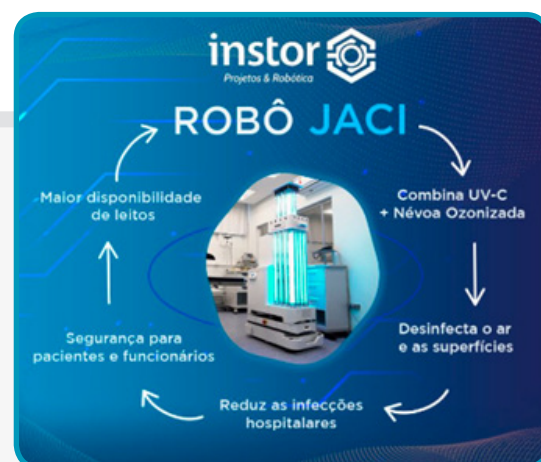 instor
Projetos & Robótica
ROBÔ JACI
Combina UV-C
+ Névoa Ozonizada
Desinfecta o ar
e as superfícies
Reduz as infecções
hospitalares
Segurança para
pacientes e funcionários
Maior disponibilidade
de leitos